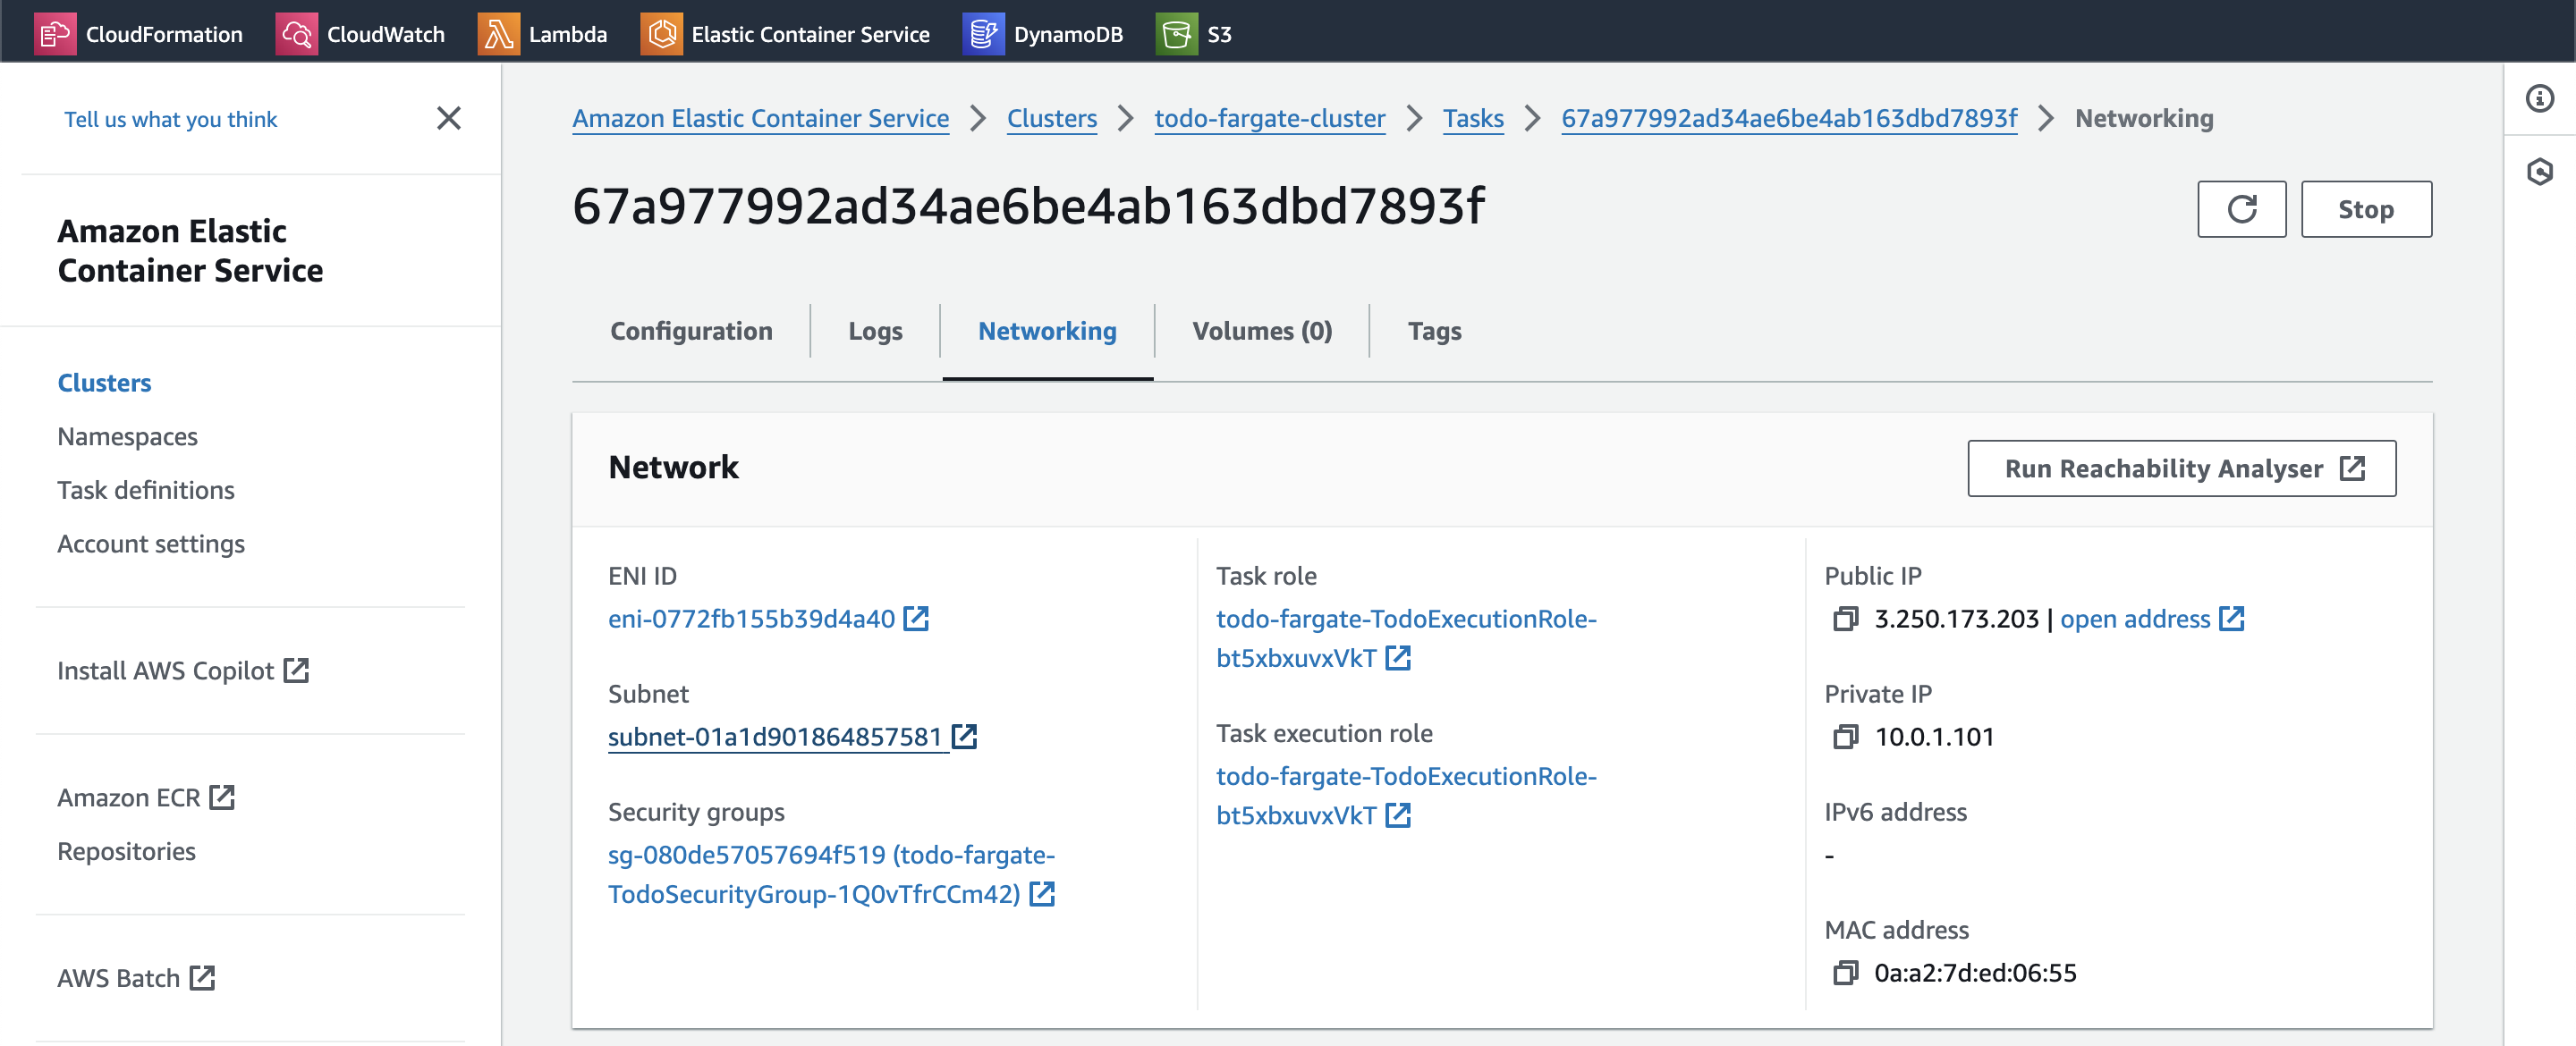 CloudFormation CloudWatch Lambda Elastic Container Service DynamoDB S3
Tell us what you think
Amazon Elastic
Container Service
Clusters
Namespaces
Task definitions
Account settings
Install AWS Copilot
Amazon ECR
Repositories
AWS Batch
Amazon Elastic Container Service > Clusters > todo-fargate-cluster > Tasks > 67a977992ad34ae6be4ab163dbd7893f > Networking
67a977992ad34ae6be4ab163dbd7893f
Stop
Configuration Logs Networking Volumes (0) Tags
Network
Run Reachability Analyser
ENI ID
eni-0772fb155b39d4a40
Subnet
subnet-01a1d901864857581
Security groups
sg-080de57057694f519 (todo-fargate-
TodoSecurityGroup-1Q0vTfrCCm42)
Task role
todo-fargate-TodoExecutionRole-
bt5xbxuvxVkT
Task execution role
todo-fargate-TodoExecutionRole-
bt5xbxuvxVkT
Public IP
3.250.173.203 | open address
Private IP
10.0.1.101
IPv6 address
-
MAC address
0a:a2:7d:ed:06:55